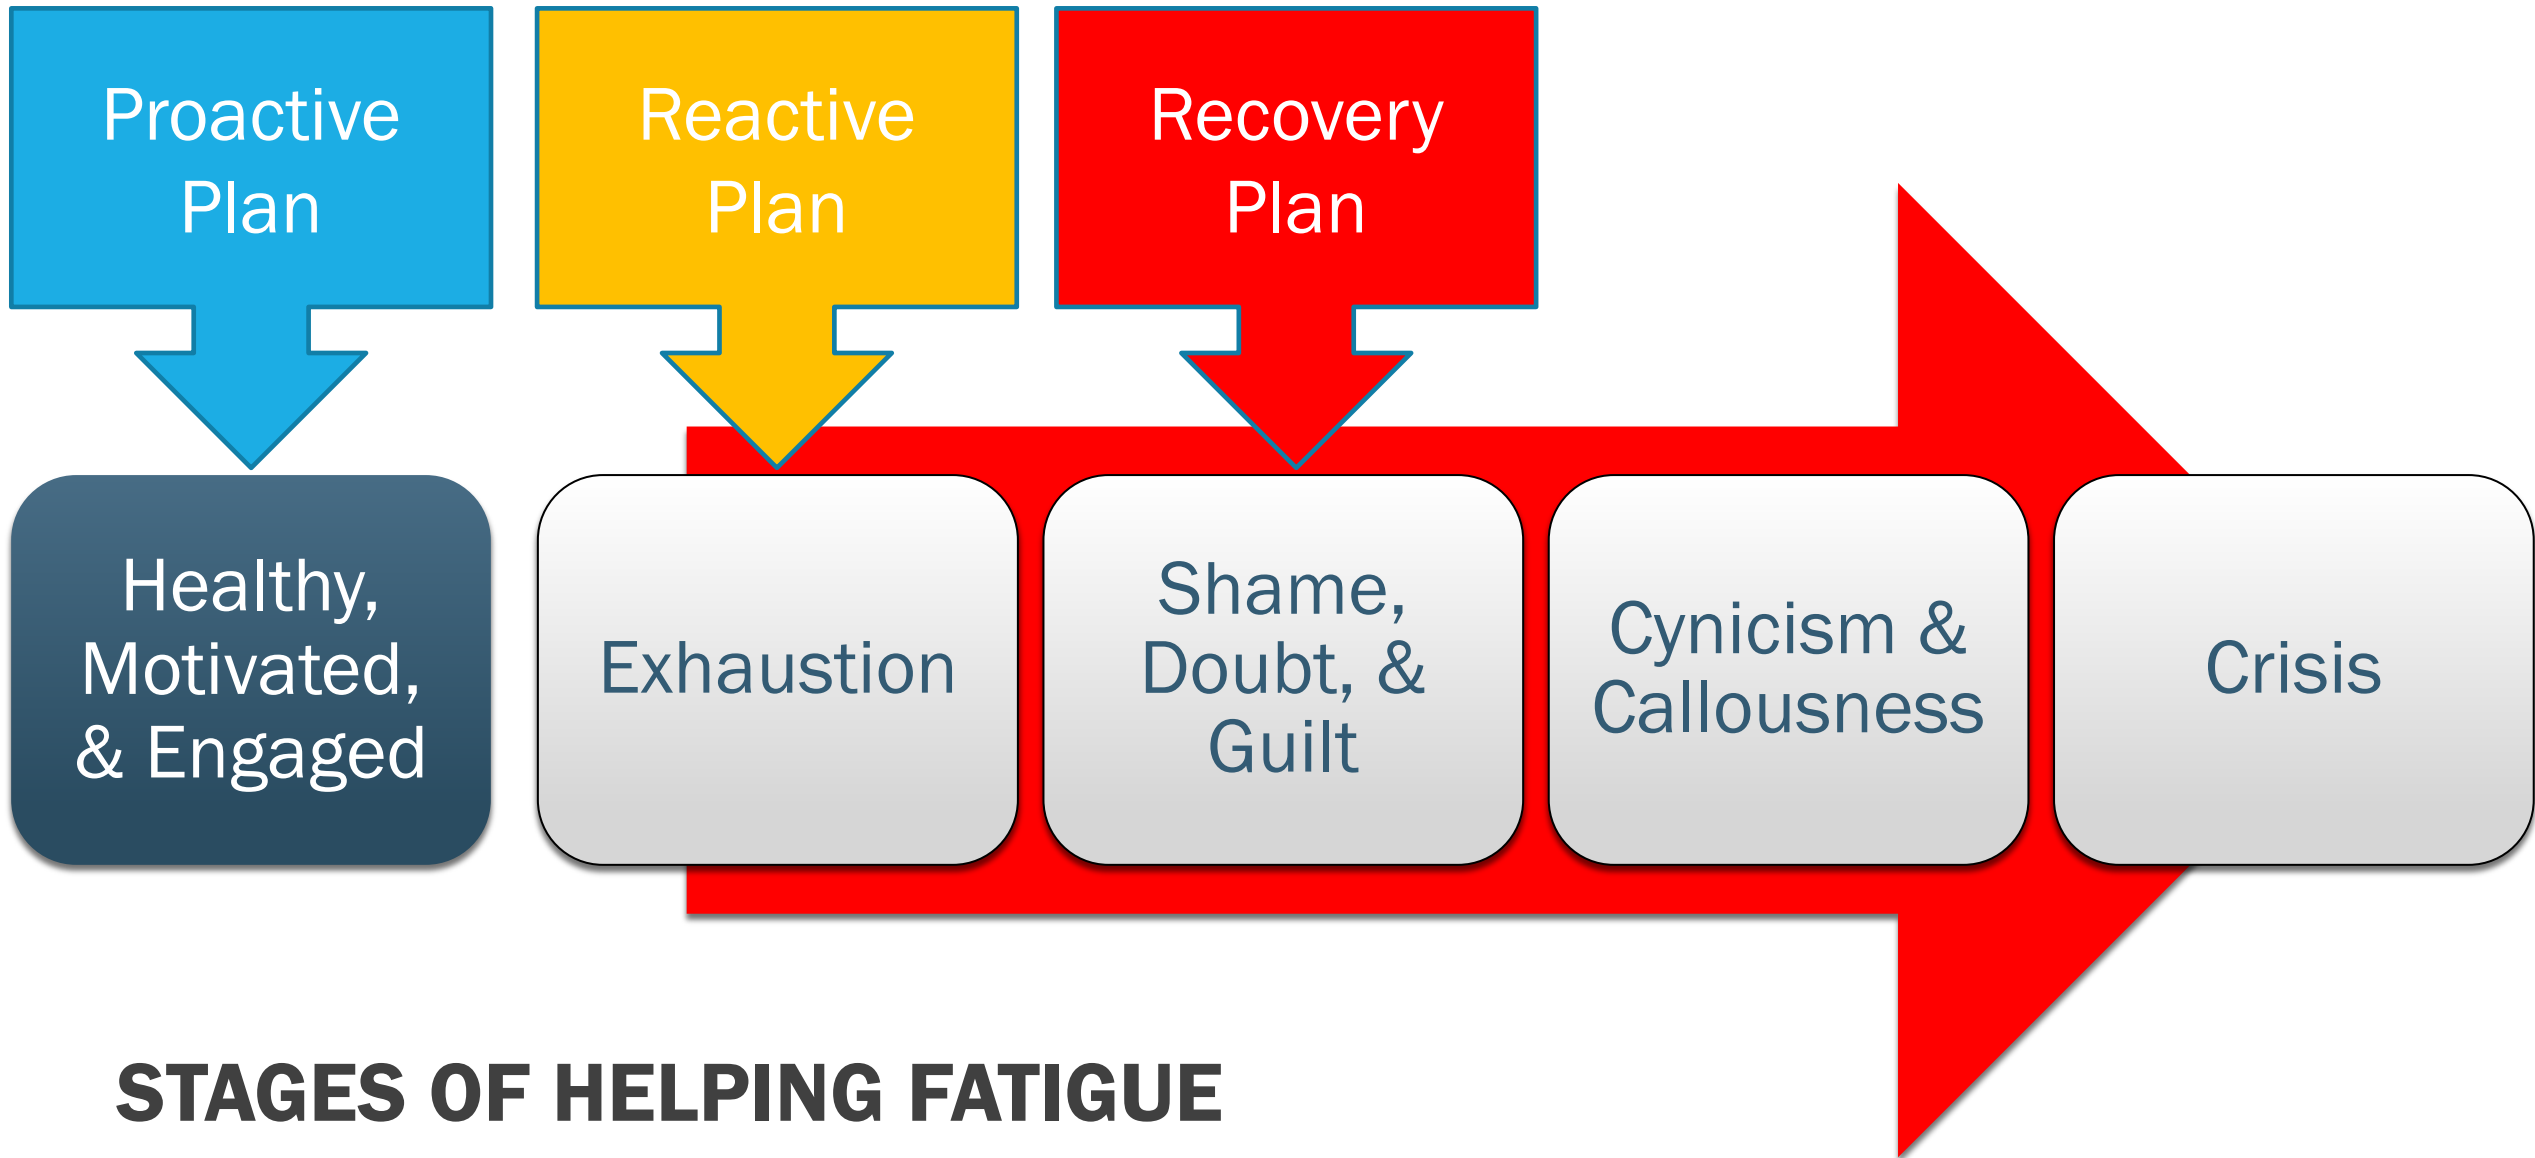 Proactive
Plan
Reactive
Plan
Recovery
Plan
Healthy,
Motivated,
& Engaged
Exhaustion
Shame,
Doubt, &
Guilt
Cynicism &
Callousness
Crisis
STAGES OF HELPING FATIGUE